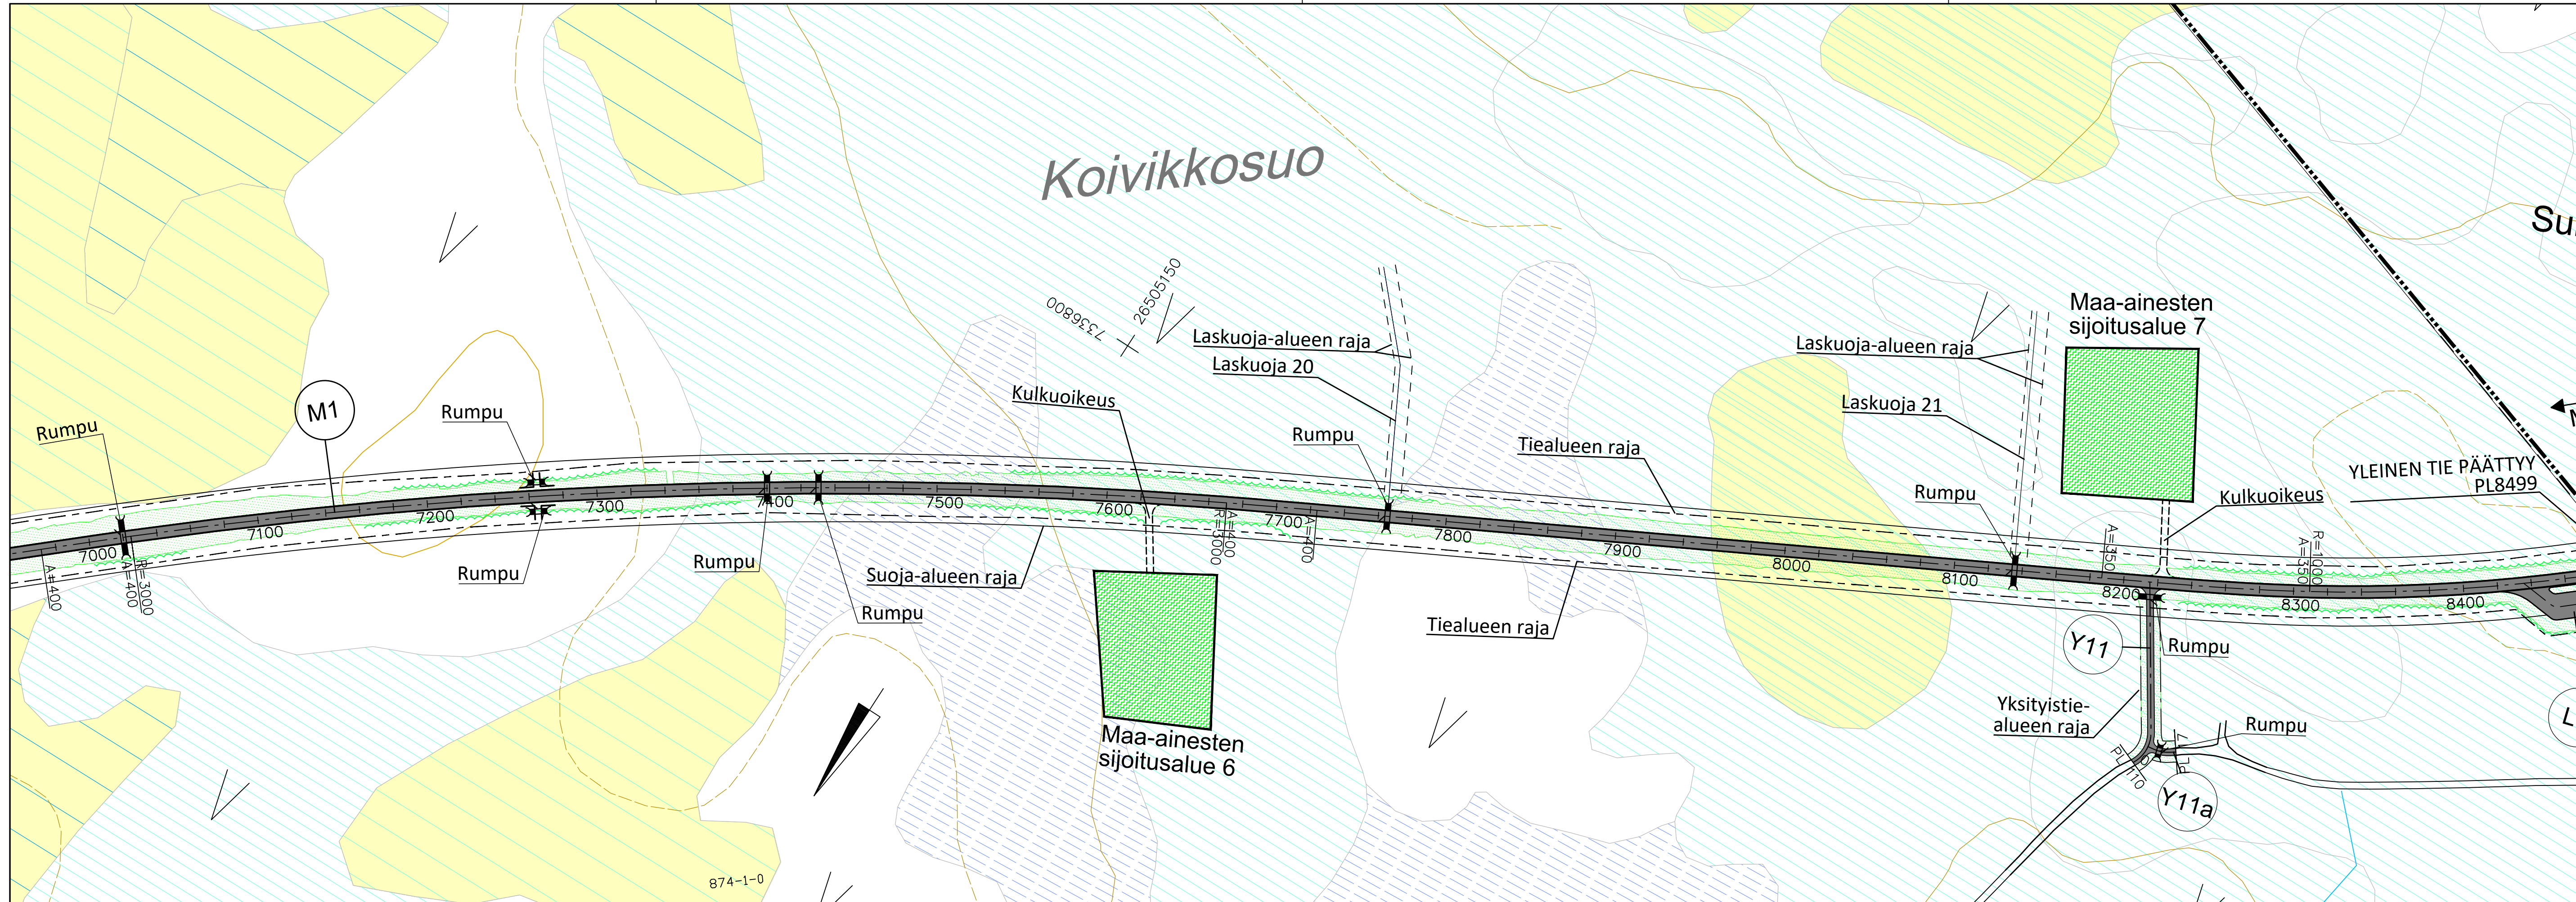 Koivikkosuo
7336800
26505150
Maa-ainesten
sijoitusalue 7
Laskuoja-alueen raja
Laskuoja 20
Laskuoja-alueen raja
Laskuoja 21
Kulkuoikeus
M1
Rumpu
Rumpu
Rumpu
Tiealueen raja
Rumpu
YLEINEN TIE PÄÄTTYY
PL8499
Kulkuoikeus
7000
7100
7200
7300
7400
7500
7600
7700
7800
7900
8000
8100
8200
8300
8400
A=400
A=400
R=3000
R=3000
A=400
A=400
A=350
A=350
R=1000
Rumpu
Rumpu
Suoja-alueen raja
Rumpu
Tiealueen raja
Y11
Rumpu
Yksityistie-
alueen raja
Rumpu
Maa-ainesten
sijoitusalue 6
Y11a
874-1-0